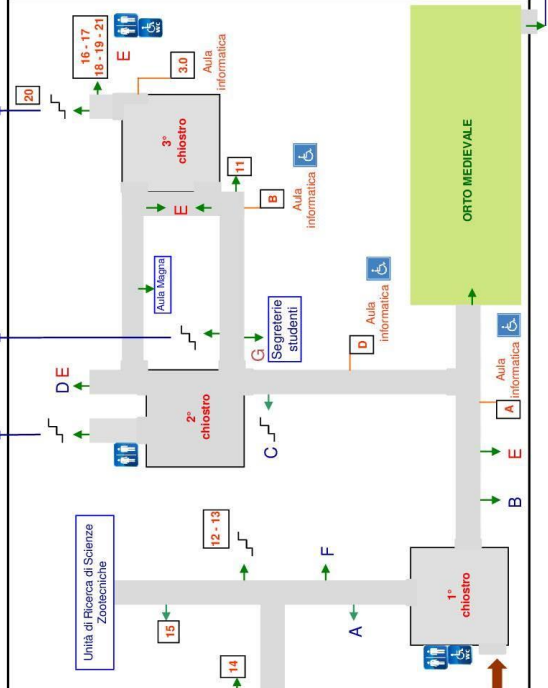 20
16 - 17
18 - 19 - 21
E
3.0
Aula
informatica
3°
chiostro
11
E
B
Aula
informatica
Aula Magna
ORTO MEDIEVALE
G
Segreterie
studenti
D
Aula
informatica
D E
2°
chiostro
C
A
Aula
informatica
E
B
Unità di Ricerca di Scienze
Zootecniche
12 - 13
F
A
15
14
1°
chiostro
WC
WC